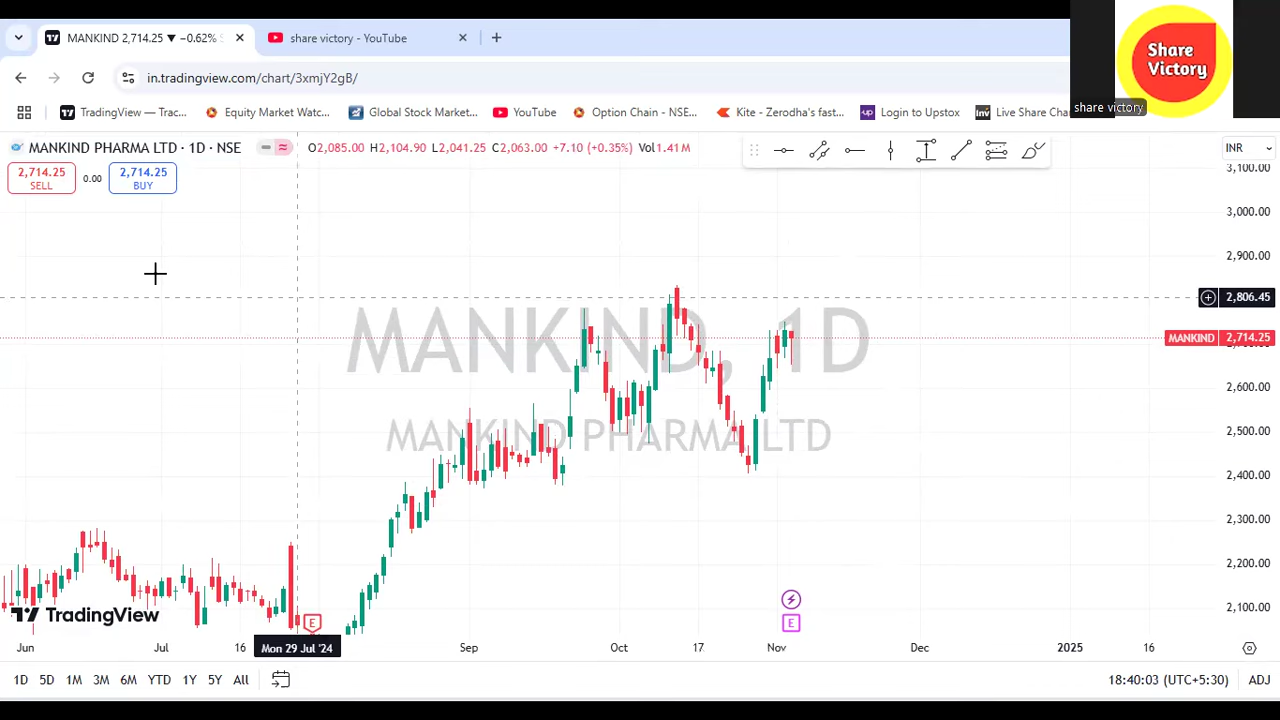 MANKIND 2,714.25 ▼ −0.62%
share victory - YouTube
Share
Victory
share victory
in.tradingview.com/chart/3xmjY2gB/
TradingView — Trac...
Equity Market Watc...
Global Stock Market...
YouTube
Option Chain - NSE...
Kite - Zerodha's fast...
Login to Upstox
Live Share Cha
MANKIND PHARMA LTD · 1D · NSE
O2,085.00 H2,104.90 L2,041.25 C2,063.00 +7.10 (+0.35%) Vol1.41M
INR
2,714.25
SELL
0.00
2,714.25
BUY
3,100.00
3,000.00
2,900.00
2,806.45
MANKIND 2,714.25
2,600.00
2,500.00
2,400.00
2,300.00
2,200.00
2,100.00
MANKIND, 1D
MANKIND PHARMA LTD
E
E
TradingView
Jun
Jul
16
Mon 29 Jul '24
Sep
Oct
17
Nov
Dec
2025
16
1D 5D 1M 3M 6M YTD 1Y 5Y All
18:40:03 (UTC+5:30)
ADJ